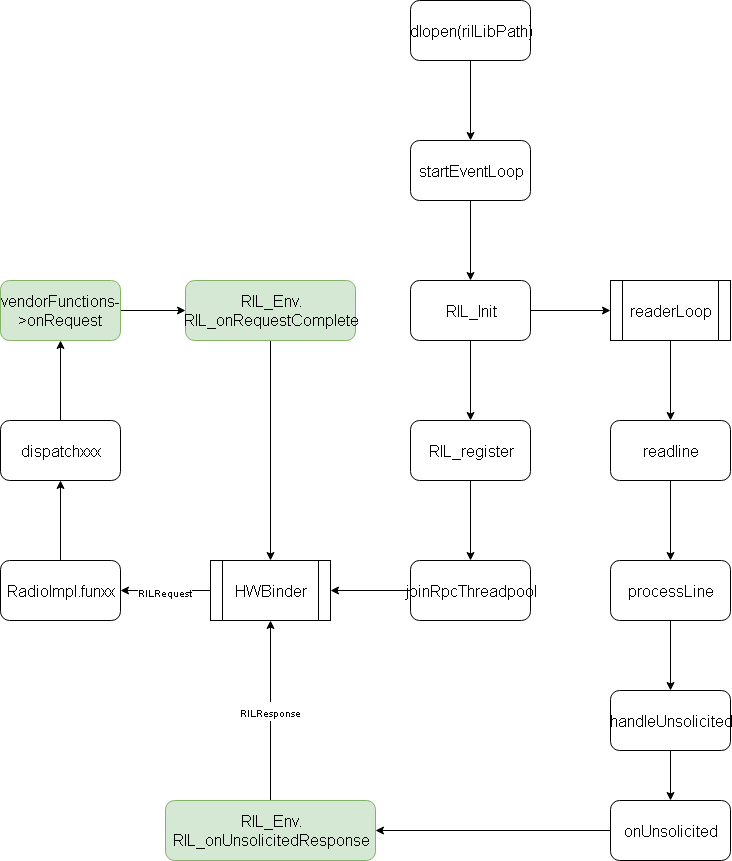 dlopen(rilLibPath)
startEventLoop
vendorFunctions-
>onRequest
RIL_Env.
RIL_onRequestComplete
RIL_Init
readerLoop
dispatchxxx
RIL_register
readline
RadioImpl.funxx
RILRequest
HWBinder
joinRpcThreadpool
processLine
RILResponse
handleUnsolicited
RIL_Env.
RIL_onUnsolicitedResponse
onUnsolicited